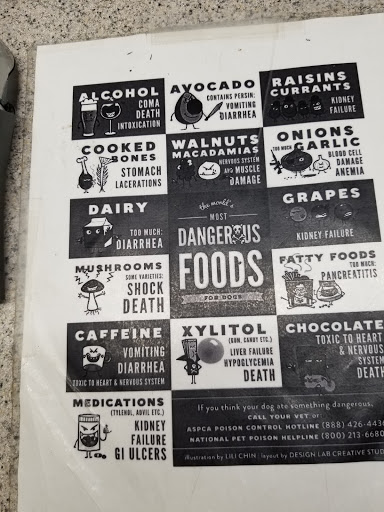 ALCOHOL
COMA
DEATH
INTOXICATION
AVOCADO
CONTAINS PERSIN:
VOMITING
DIARRHEA
RAISINS
CURRANTS
KIDNEY
FAILURE
COOKED
BONES
STOMACH
LACERATIONS
WALNUTS
MACADAMIAS
NERVOUS SYSTEM
AND MUSCLE
DAMAGE
ONIONS
GARLIC
TOO MUCH:
BLOOD CELL
DAMAGE
ANEMIA
DAIRY
TOO MUCH:
DIARRHEA
the world's
MOST
DANGEROUS
FOODS
FOR DOGS
GRAPES
KIDNEY FAILURE
MUSHROOMS
SOME VARIETIES:
SHOCK
DEATH
FATTY FOODS
TOO MUCH:
PANCREATITIS
CAFFEINE
VOMITING
DIARRHEA
TOXIC TO HEART & NERVOUS SYSTEM
XYLITOL
(GUM, CANDY ETC.)
LIVER FAILURE
HYPOGLYCEMIA
DEATH
CHOCOLATE
TOXIC TO HEART
& NERVOUS
SYSTEM
DEATH
MEDICATIONS
(TYLENOL, ADVIL ETC.)
KIDNEY
FAILURE
GI ULCERS
If you think your dog ate something dangerous,
CALL YOUR VET or:
ASPCA POISON CONTROL HOTLINE (888) 426-443
NATIONAL PET POISON HELPLINE (800) 213-6680
illustration by LILI CHIN | layout by DESIGN LAB CREATIVE STUD